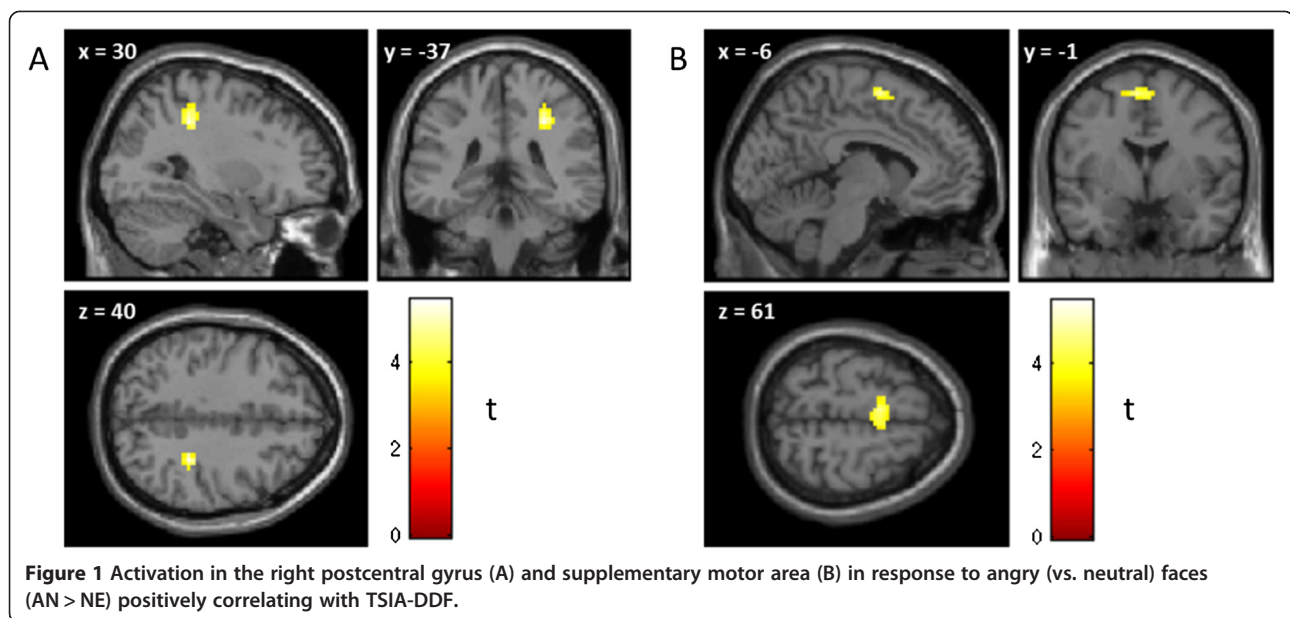 A
x = 30
y = -37
z = 40
4
2
0
t
B
x = -6
y = -1
z = 61
4
2
0
t
Figure 1 Activation in the right postcentral gyrus (A) and supplementary motor area (B) in response to angry (vs. neutral) faces
(AN > NE) positively correlating with TSIA-DDF.